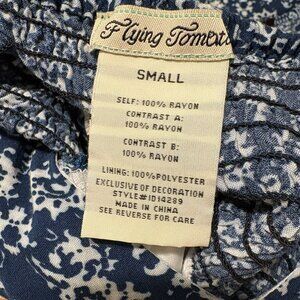 Flying Tomato
SMALL
SELF: 100% RAYON
CONTRAST A:
100% RAYON
CONTRAST B:
100% RAYON
LINING: 100%POLYESTER
EXCLUSIVE OF DECORATION
STYLE#ID14289
MADE IN CHINA
SEE REVERSE FOR CARE